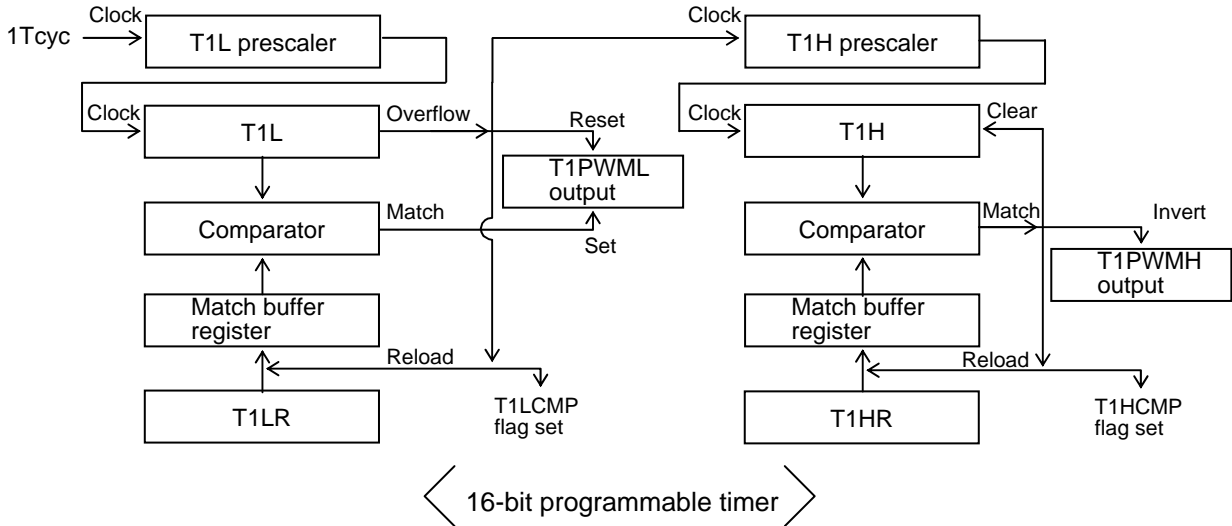 Clock
1Tcyc
T1L prescaler
Clock
T1H prescaler
Clock
T1L
Overflow
Reset
T1PWML
output
Clock
T1H
Clear
Comparator
Match
Set
Comparator
Match
Invert
T1PWMH
output
Match buffer
register
Match buffer
register
Reload
Reload
T1LR
T1LCMP
flag set
T1HR
T1HCMP
flag set
16-bit programmable timer